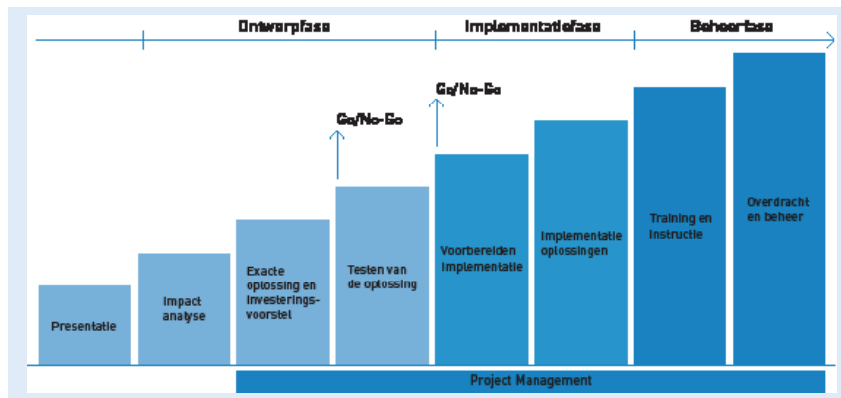 Ontwerpfase
Implementatiefase
Beheerfase
Go/No-Go
Go/No-Go
Presentatie
Impact
analyse
Exacte
oplossing en
investerings-
voorstel
Testen van
de oplossing
Voorbereiden
implementatie
Implementatie
oplossingen
Training en
instructie
Overdracht
en beheer
Project Management